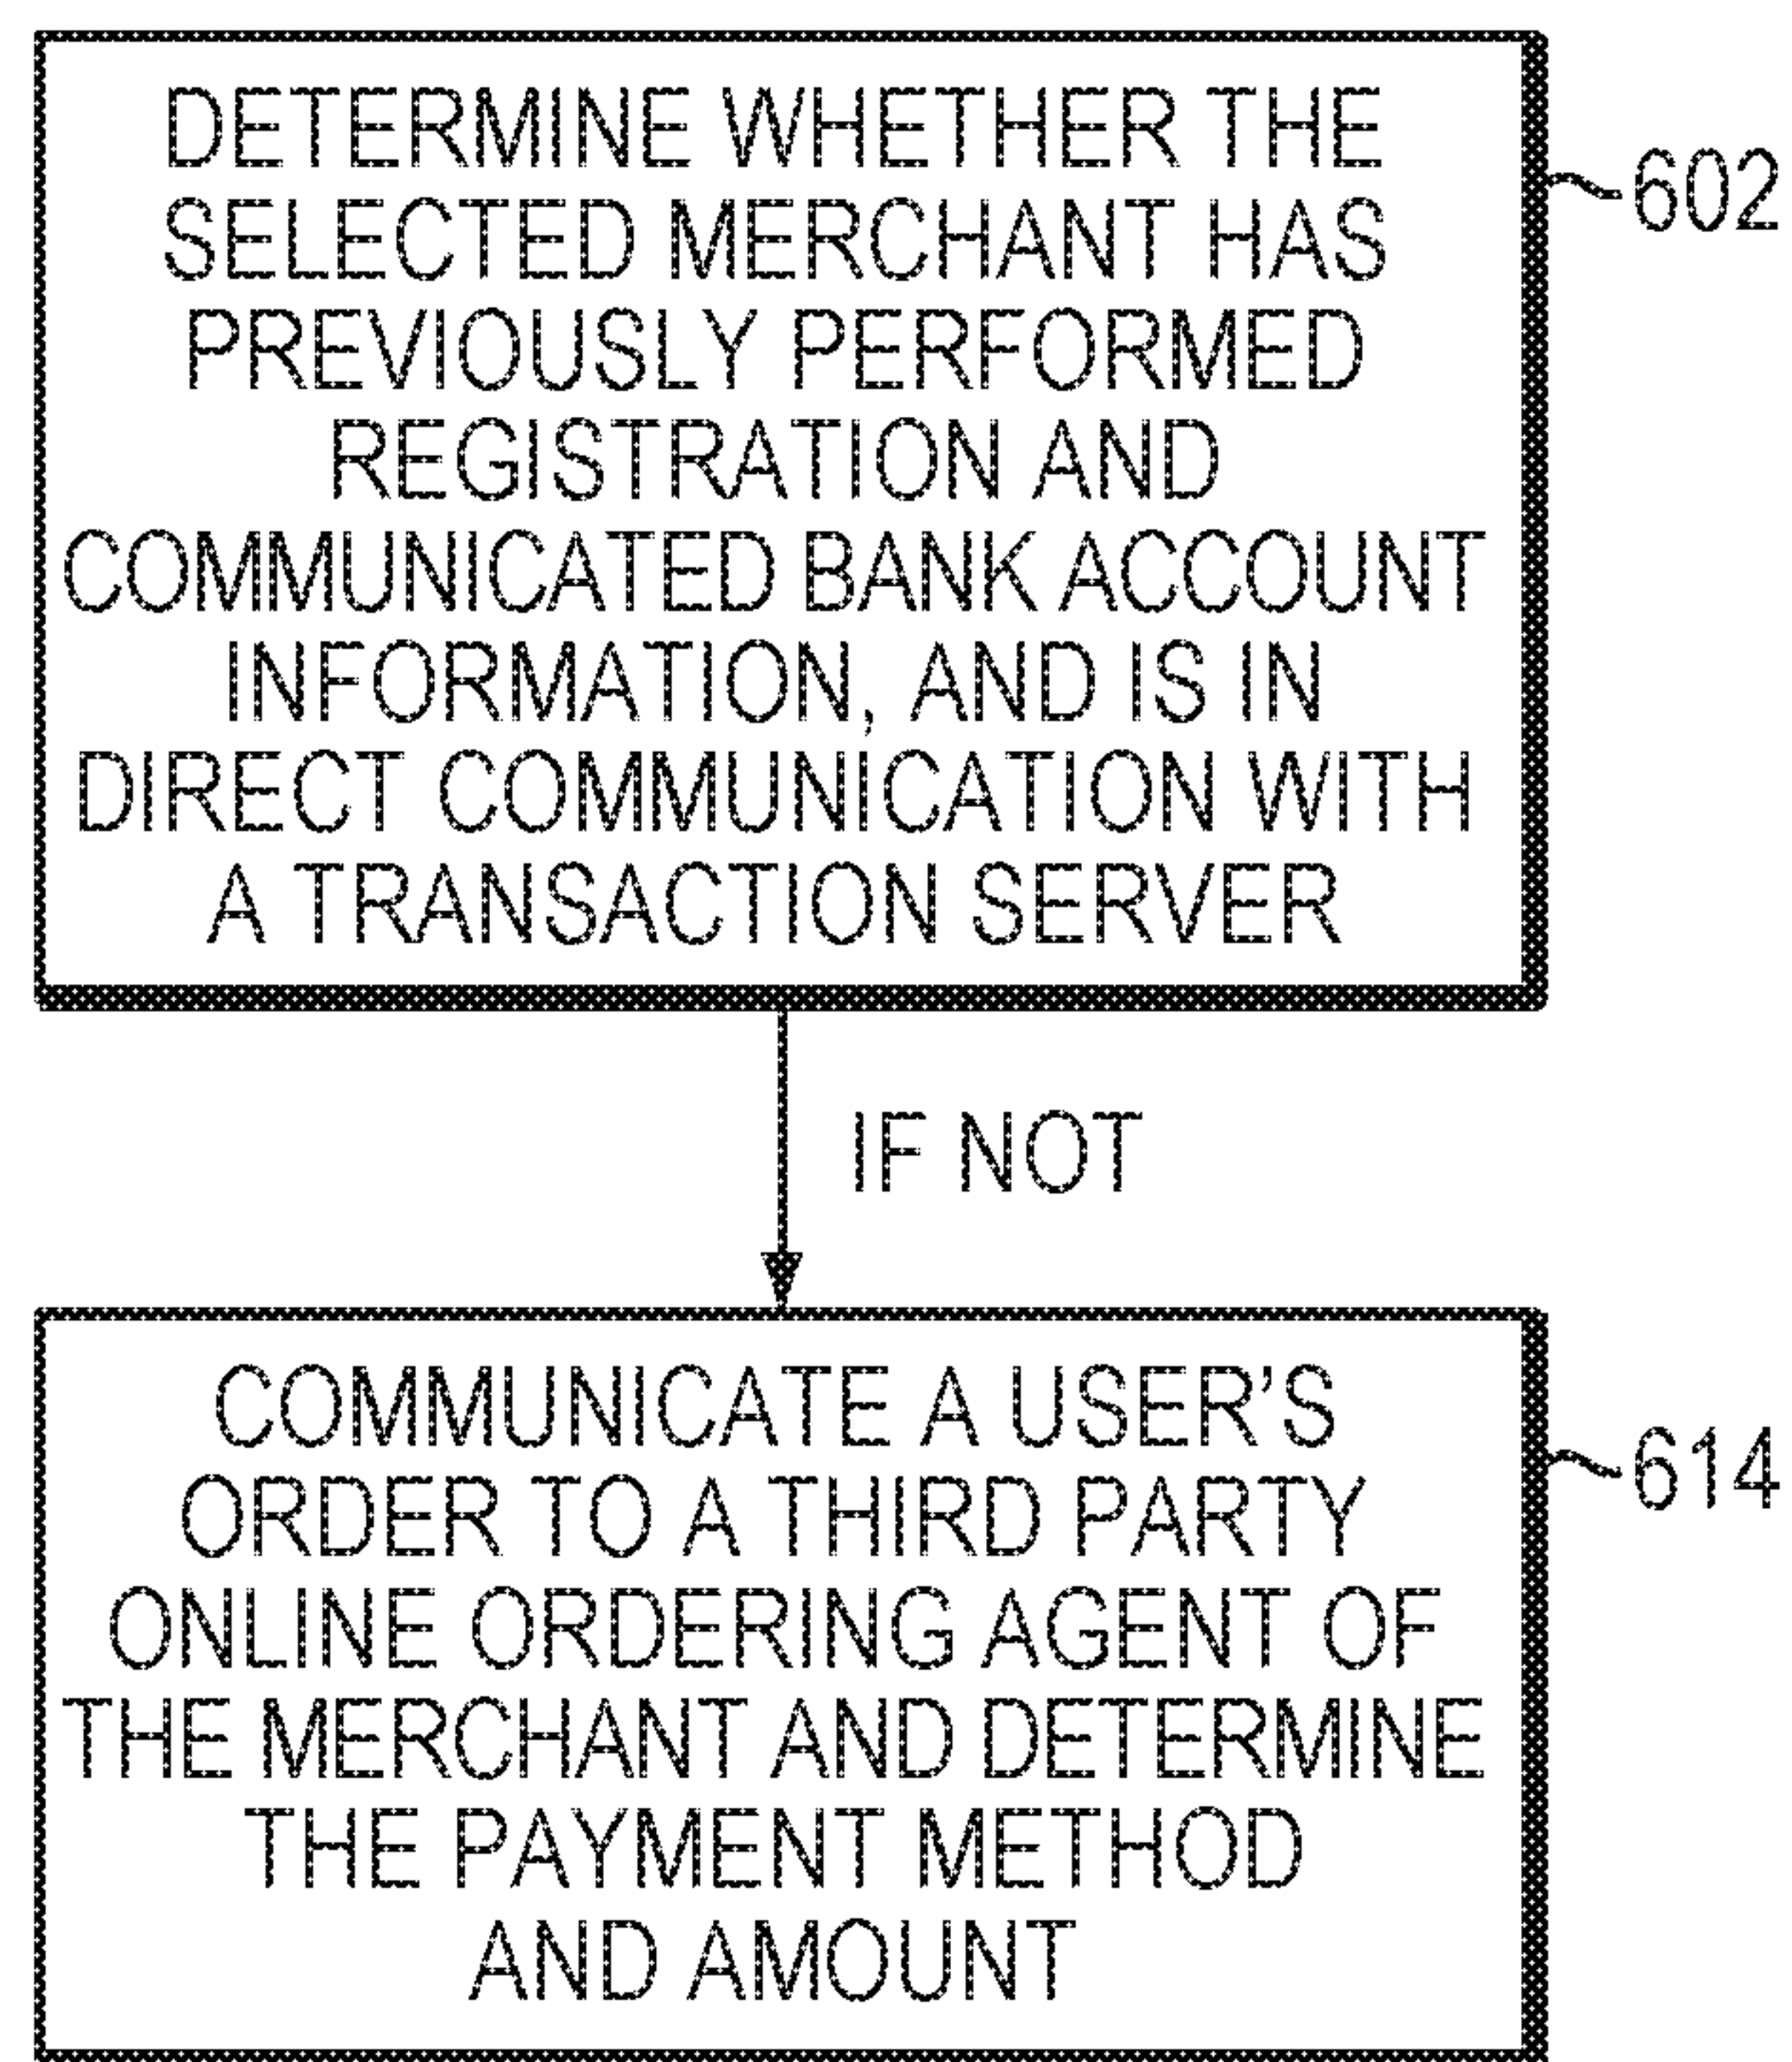 DETERMINE WHETHER THE
SELECTED MERCHANT HAS
PREVIOUSLY PERFORMED
REGISTRATION AND
COMMUNICATED BANK ACCOUNT
INFORMATION, AND IS IN
DIRECT COMMUNICATION WITH
A TRANSACTION SERVER
602
IF NOT
COMMUNICATE A USER'S
ORDER TO A THIRD PARTY
ONLINE ORDERING AGENT OF
THE MERCHANT AND DETERMINE
THE PAYMENT METHOD
AND AMOUNT
614